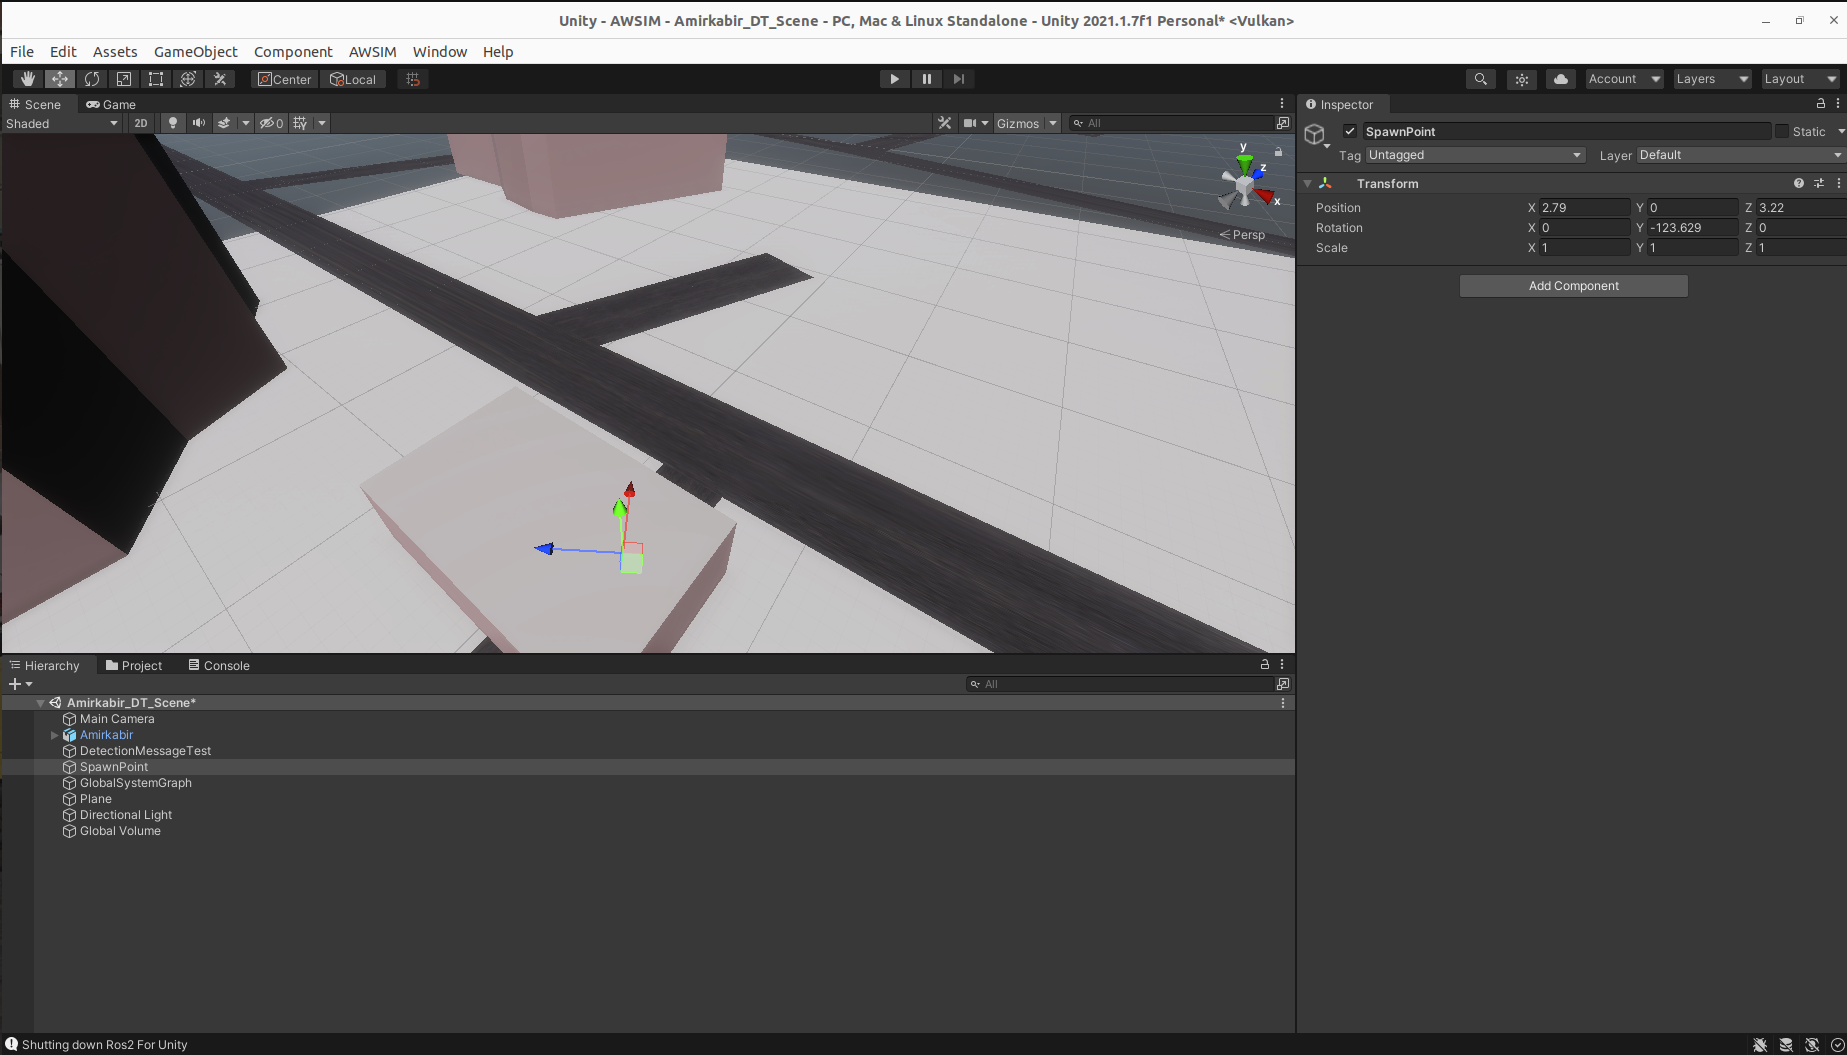 Unity - AWSIM - Amirkabir_DT_Scene - PC, Mac & Linux Standalone - Unity 2021.1.7f1 Personal* <Vulkan>
File Edit Assets GameObject Component AWSIM Window Help
Center Local Account Layers Layout
Scene Game
Shaded 2D 0 Gizmos All
y
z
x
Persp
Inspector
SpawnPoint Static
Tag Untagged Layer Default
Transform
Position X 2.79 Y 0 Z 3.22
Rotation X 0 Y -123.629 Z 0
Scale X 1 Y 1 Z 1
Add Component
Hierarchy Project Console
All
Amirkabir_DT_Scene*
Main Camera
Amirkabir
DetectionMessageTest
SpawnPoint
GlobalSystemGraph
Plane
Directional Light
Global Volume
Shutting down Ros2 For Unity